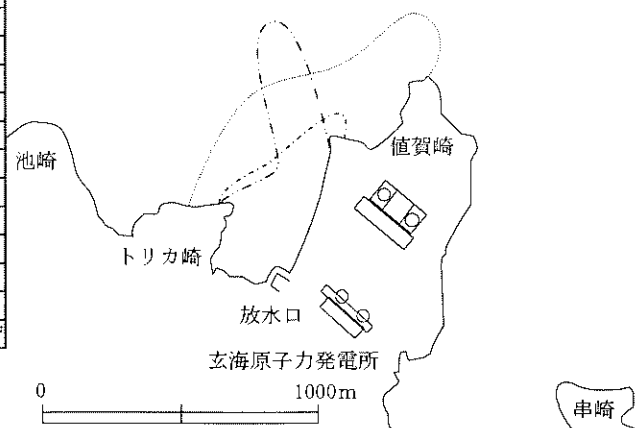 池崎
値賀崎
トリカ崎
放水口
玄海原子力発電所
0 1000m
串崎